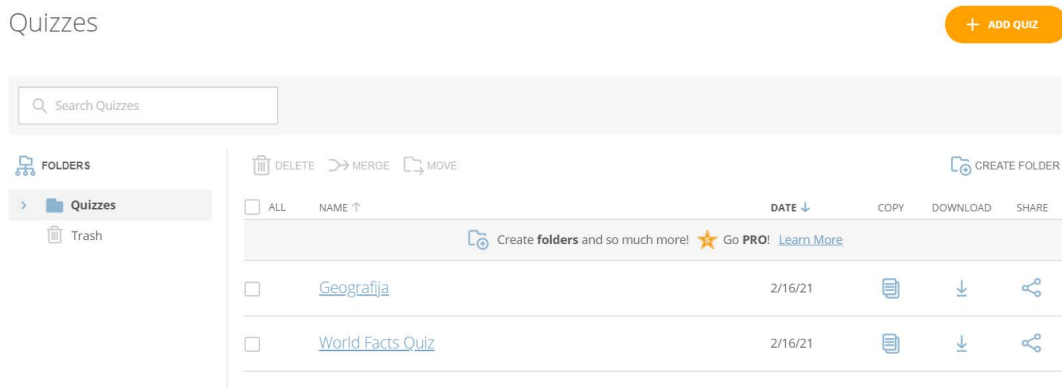 Quizzes
ADD QUIZ
Search Quizzes
FOLDERS
DELETE MERGE MOVE
CREATE FOLDER
Quizzes
Trash
ALL NAME DATE COPY DOWNLOAD SHARE
Create folders and so much more! Go PRO! Learn More
Geografija 2/16/21
World Facts Quiz 2/16/21